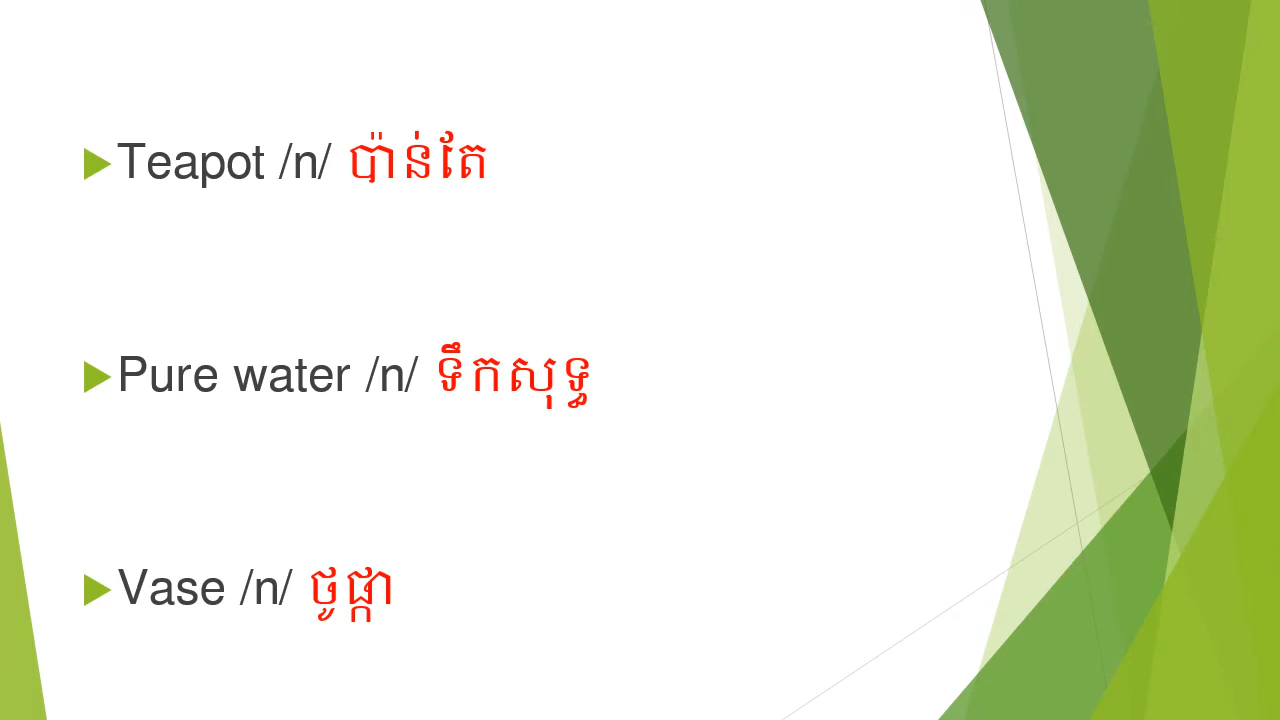 Teapot /n/ ប៉ាន់តែ
Pure water /n/ ទឹកសុទ្ធ
Vase /n/ ថូផ្កា